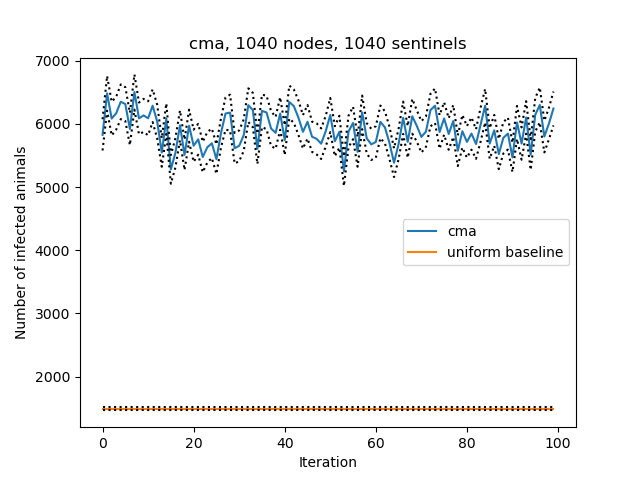 cma, 1040 nodes, 1040 sentinels
7000
6000
5000
4000
3000
2000
Number of infected animals
cma
uniform baseline
0
20
40
60
80
100
Iteration